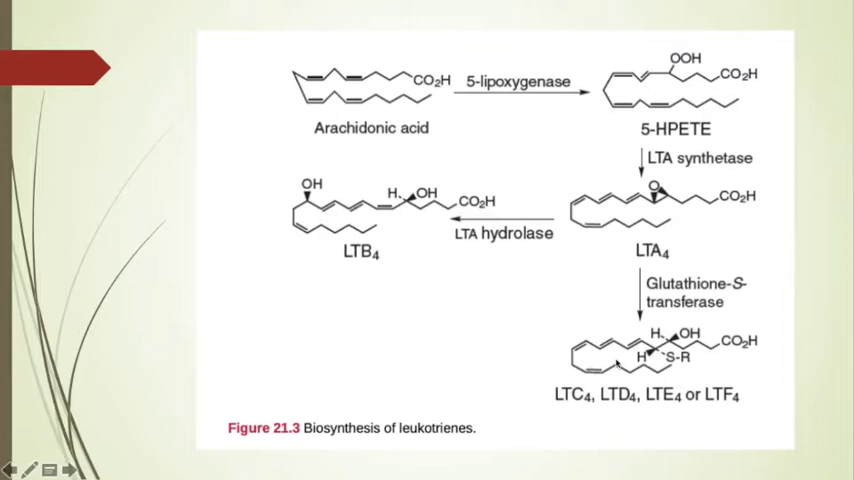 OOH
CO₂H
5-lipoxygenase
CO₂H
Arachidonic acid
5-HPETE
LTA synthetase
OH
H
OH
CO₂H
O
CO₂H
LTA hydrolase
LTB₄
LTA₄
Glutathione-S-
transferase
H
OH
CO₂H
H
S-R
LTC₄, LTD₄, LTE₄ or LTF₄
Figure 21.3 Biosynthesis of leukotrienes.